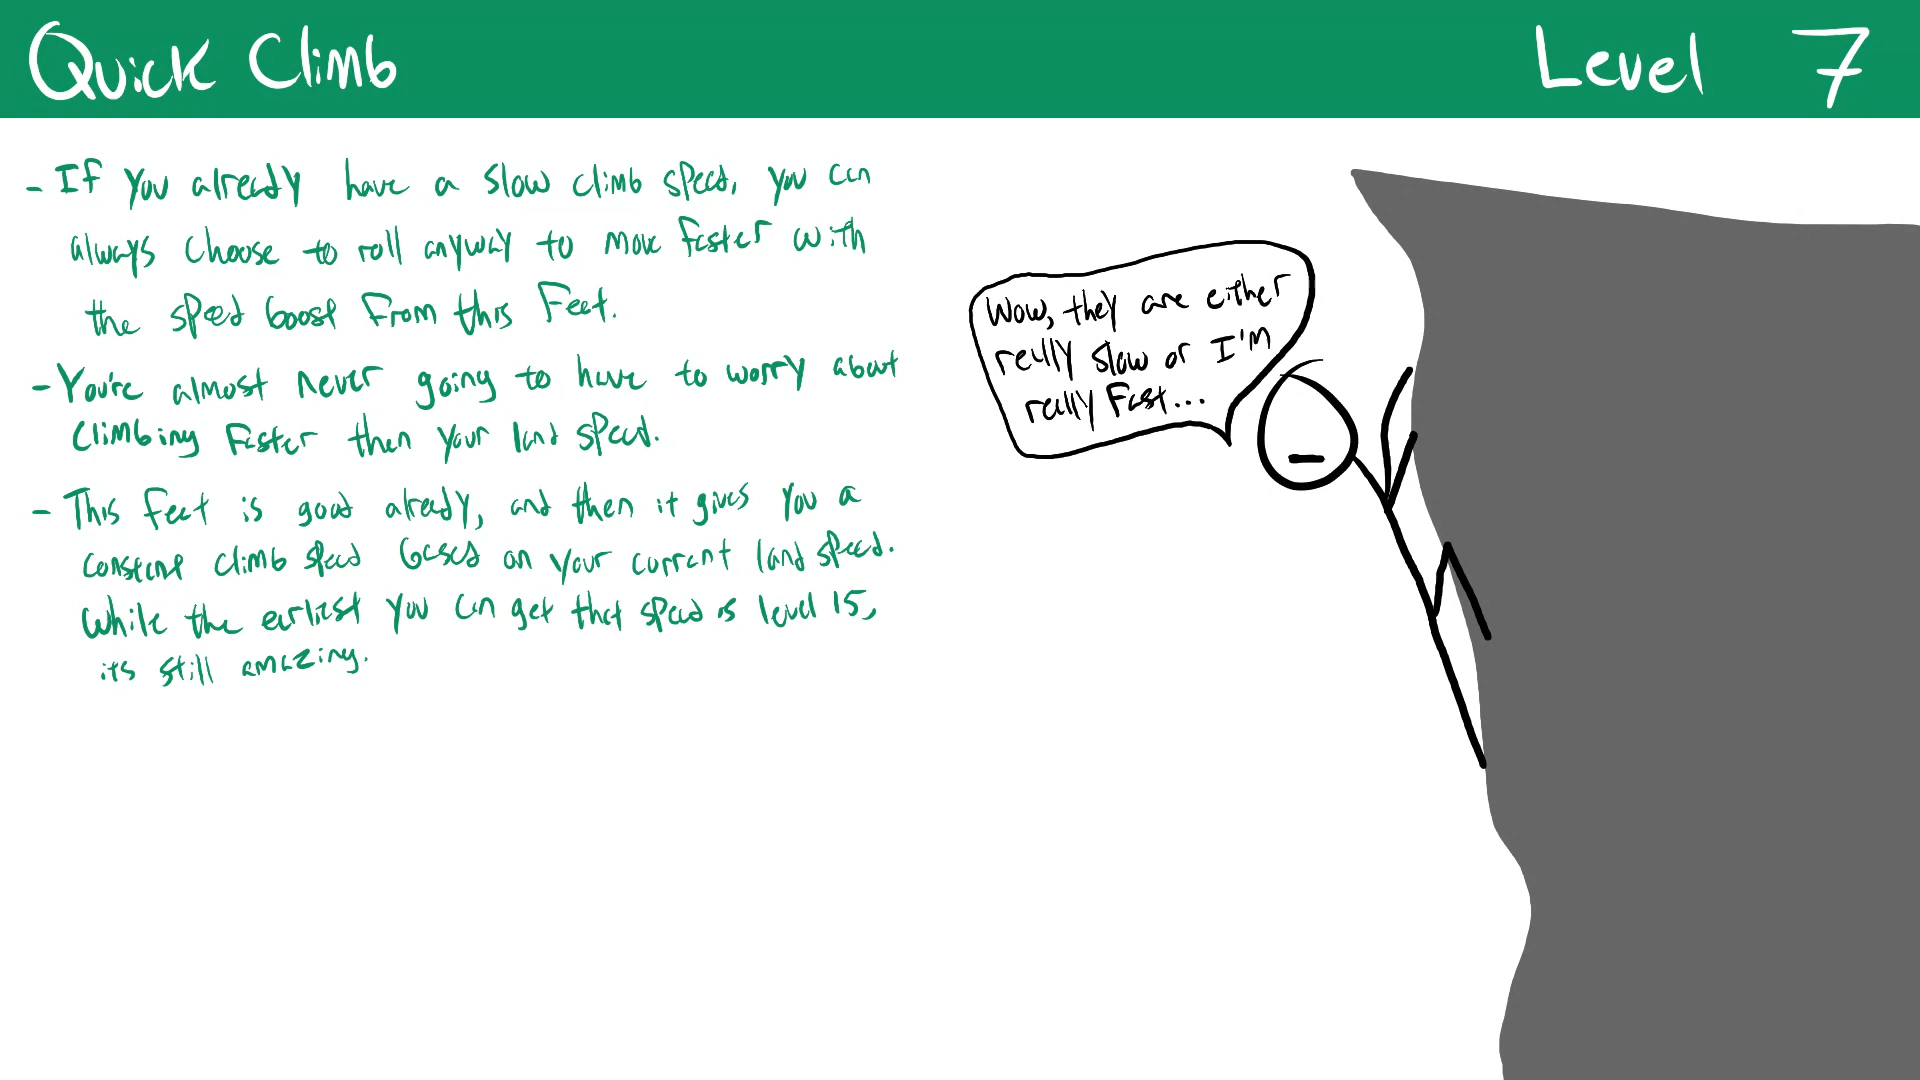 Quick Climb
Level 7
- If you already have a slow climb speed, you can
always choose to roll anyway to move faster with
the speed boost from this Feat.
- You're almost never going to have to worry about
climbing faster then your land speed.
- This feat is good already, and then it gives you a
constant climb speed based on your current land speed.
While the earliest you can get that speed is level 15,
its still amazing.
Wow, they are either
really slow or I'm
really fast...